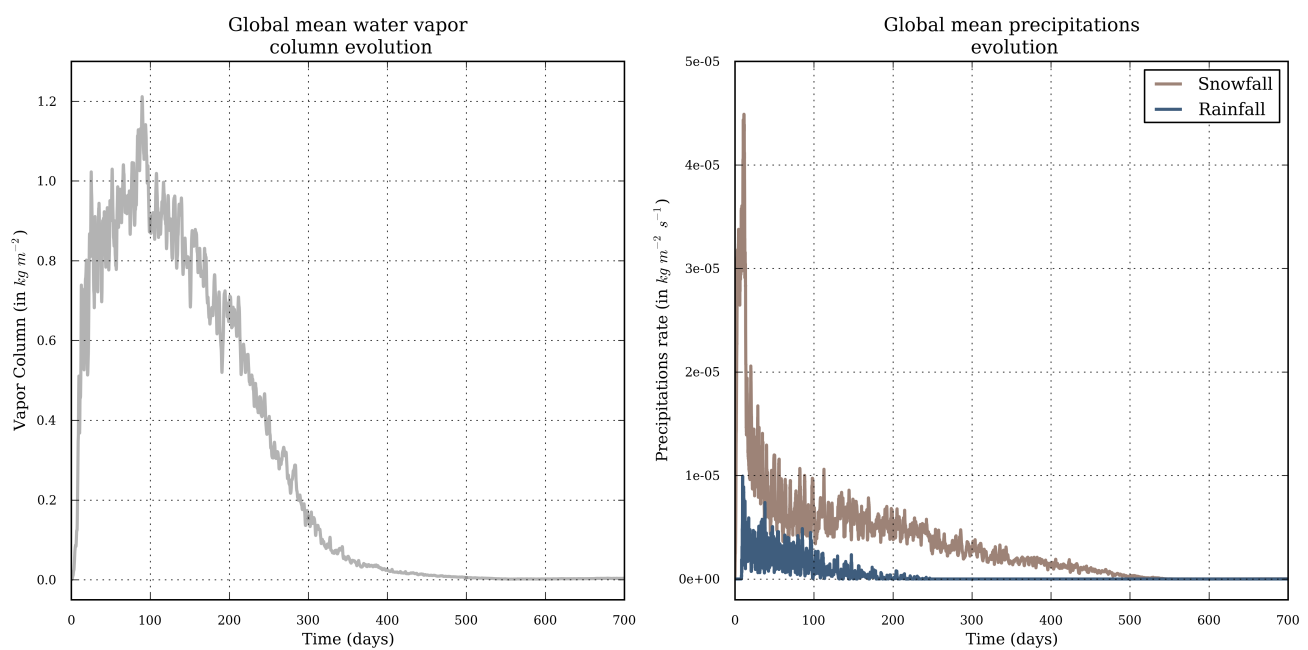 Global mean water vapor
column evolution
1.2
1.0
0.8
0.6
0.4
0.2
0.0
Vapor Column (in kg m⁻²)
0 100 200 300 400 500 600 700
Time (days)
Global mean precipitations
evolution
Snowfall
Rainfall
5e-05
4e-05
3e-05
2e-05
1e-05
0e+00
Precipitations rate (in kg m⁻² s⁻¹)
0 100 200 300 400 500 600 700
Time (days)